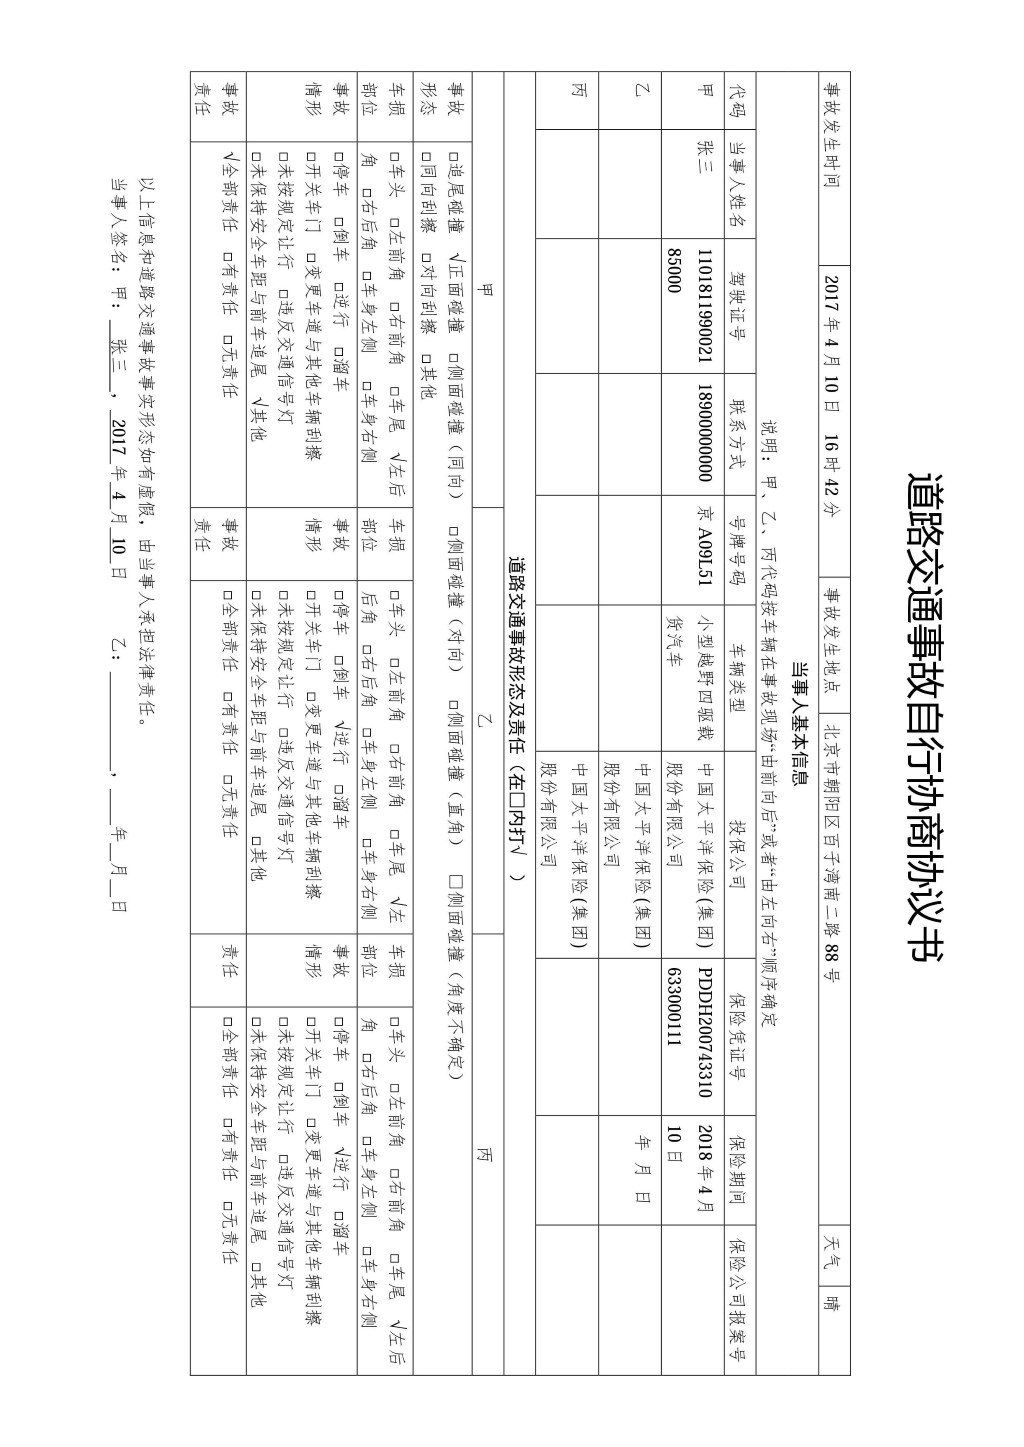 道路交通事故自行协商协议书
事故发生时间 2017 年 4 月 10 日 16 时 42 分 事故发生地点 北京市朝阳区百子湾南二路 88 号 天气 晴
当事人基本信息
说明：甲、乙、丙代码按车辆在事故现场“由前向后”或者“由左向右”顺序确定
代码 当事人姓名 驾驶证号 联系方式 号牌号码 车辆类型 投保公司 保险凭证号 保险期间 保险公司报案号
甲 张三 1101811990021 18900000000 京 A09L51 小型越野四驱载 中国太平洋保险(集团) PDDH200743310 2018 年 4 月
85000 货汽车 股份有限公司 633000111 10 日
乙 中国太平洋保险(集团) 年 月 日
股份有限公司
丙 中国太平洋保险(集团)
股份有限公司
道路交通事故形态及责任（在□内打√ ）
甲 乙 丙
事故 □追尾碰撞 √正面碰撞 □侧面碰撞（同向） □侧面碰撞（对向） □侧面碰撞（直角） □侧面碰撞（角度不确定）
形态 □同向刮擦 □对向刮擦 □其他
车损 □车头 □左前角 □右前角 □车尾 √左后 车损 □车头 □左前角 □右前角 □车尾 √左 车损 □车头 □左前角 □右前角 □车尾 √左后
部位 角 □右后角 □车身左侧 □车身右侧 部位 后角 □右后角 □车身左侧 □车身右侧 部位 角 □右后角 □车身左侧 □车身右侧
事故 □停车 □倒车 □逆行 □溜车 事故 □停车 □倒车 √逆行 □溜车 事故 □停车 □倒车 √逆行 □溜车
情形 □开关车门 □变更车道与其他车辆刮擦 情形 □开关车门 □变更车道与其他车辆刮擦 情形 □开关车门 □变更车道与其他车辆刮擦
□未按规定让行 □违反交通信号灯 □未按规定让行 □违反交通信号灯 □未按规定让行 □违反交通信号灯
□未保持安全车距与前车追尾 √其他 □未保持安全车距与前车追尾 □其他 □未保持安全车距与前车追尾 □其他
事故 √全部责任 □有责任 □无责任 事故 □全部责任 □有责任 □无责任 责任 □全部责任 □有责任 □无责任
责任 责任
以上信息和道路交通事故事实形态如有虚假，由当事人承担法律责任。
当事人签名：甲： 张三 ， 2017 年 4 月 10 日 乙： ， 年 月 日